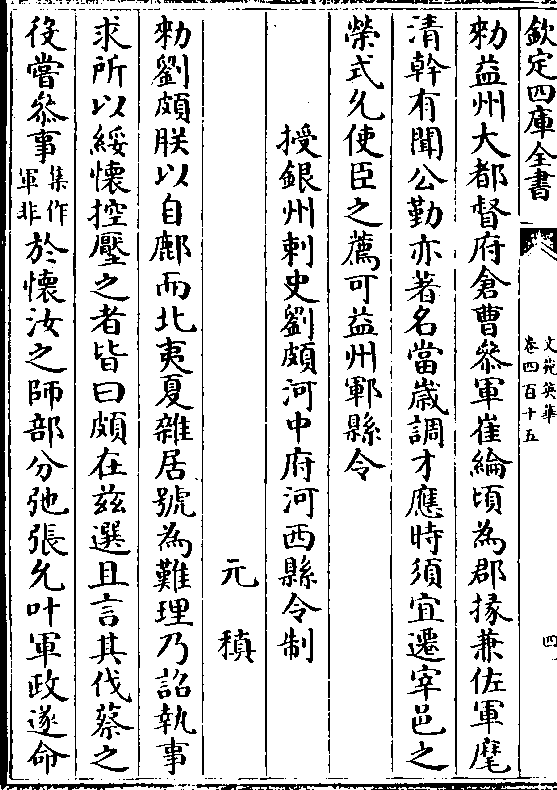 欽定四庫全書
文苑英華
卷四百十五
四
勑益州大都督府倉曹叅軍崔綸頃為郡掾兼佐軍麾
清幹有聞公勤亦著名當歲調才應時須宜遷宰邑之
榮式允使臣之薦可益州郫縣令
授銀州刺史劉頗河中府河西縣令制
元稹
勑劉頗朕以自鄜而北夷夏雜居號為難理乃詔執事
求所以綏懷控壓之者皆曰頗在兹選且言其伐蔡之
役嘗叅事集作軍非於懷汝之師部分弛張允叶軍政遂命